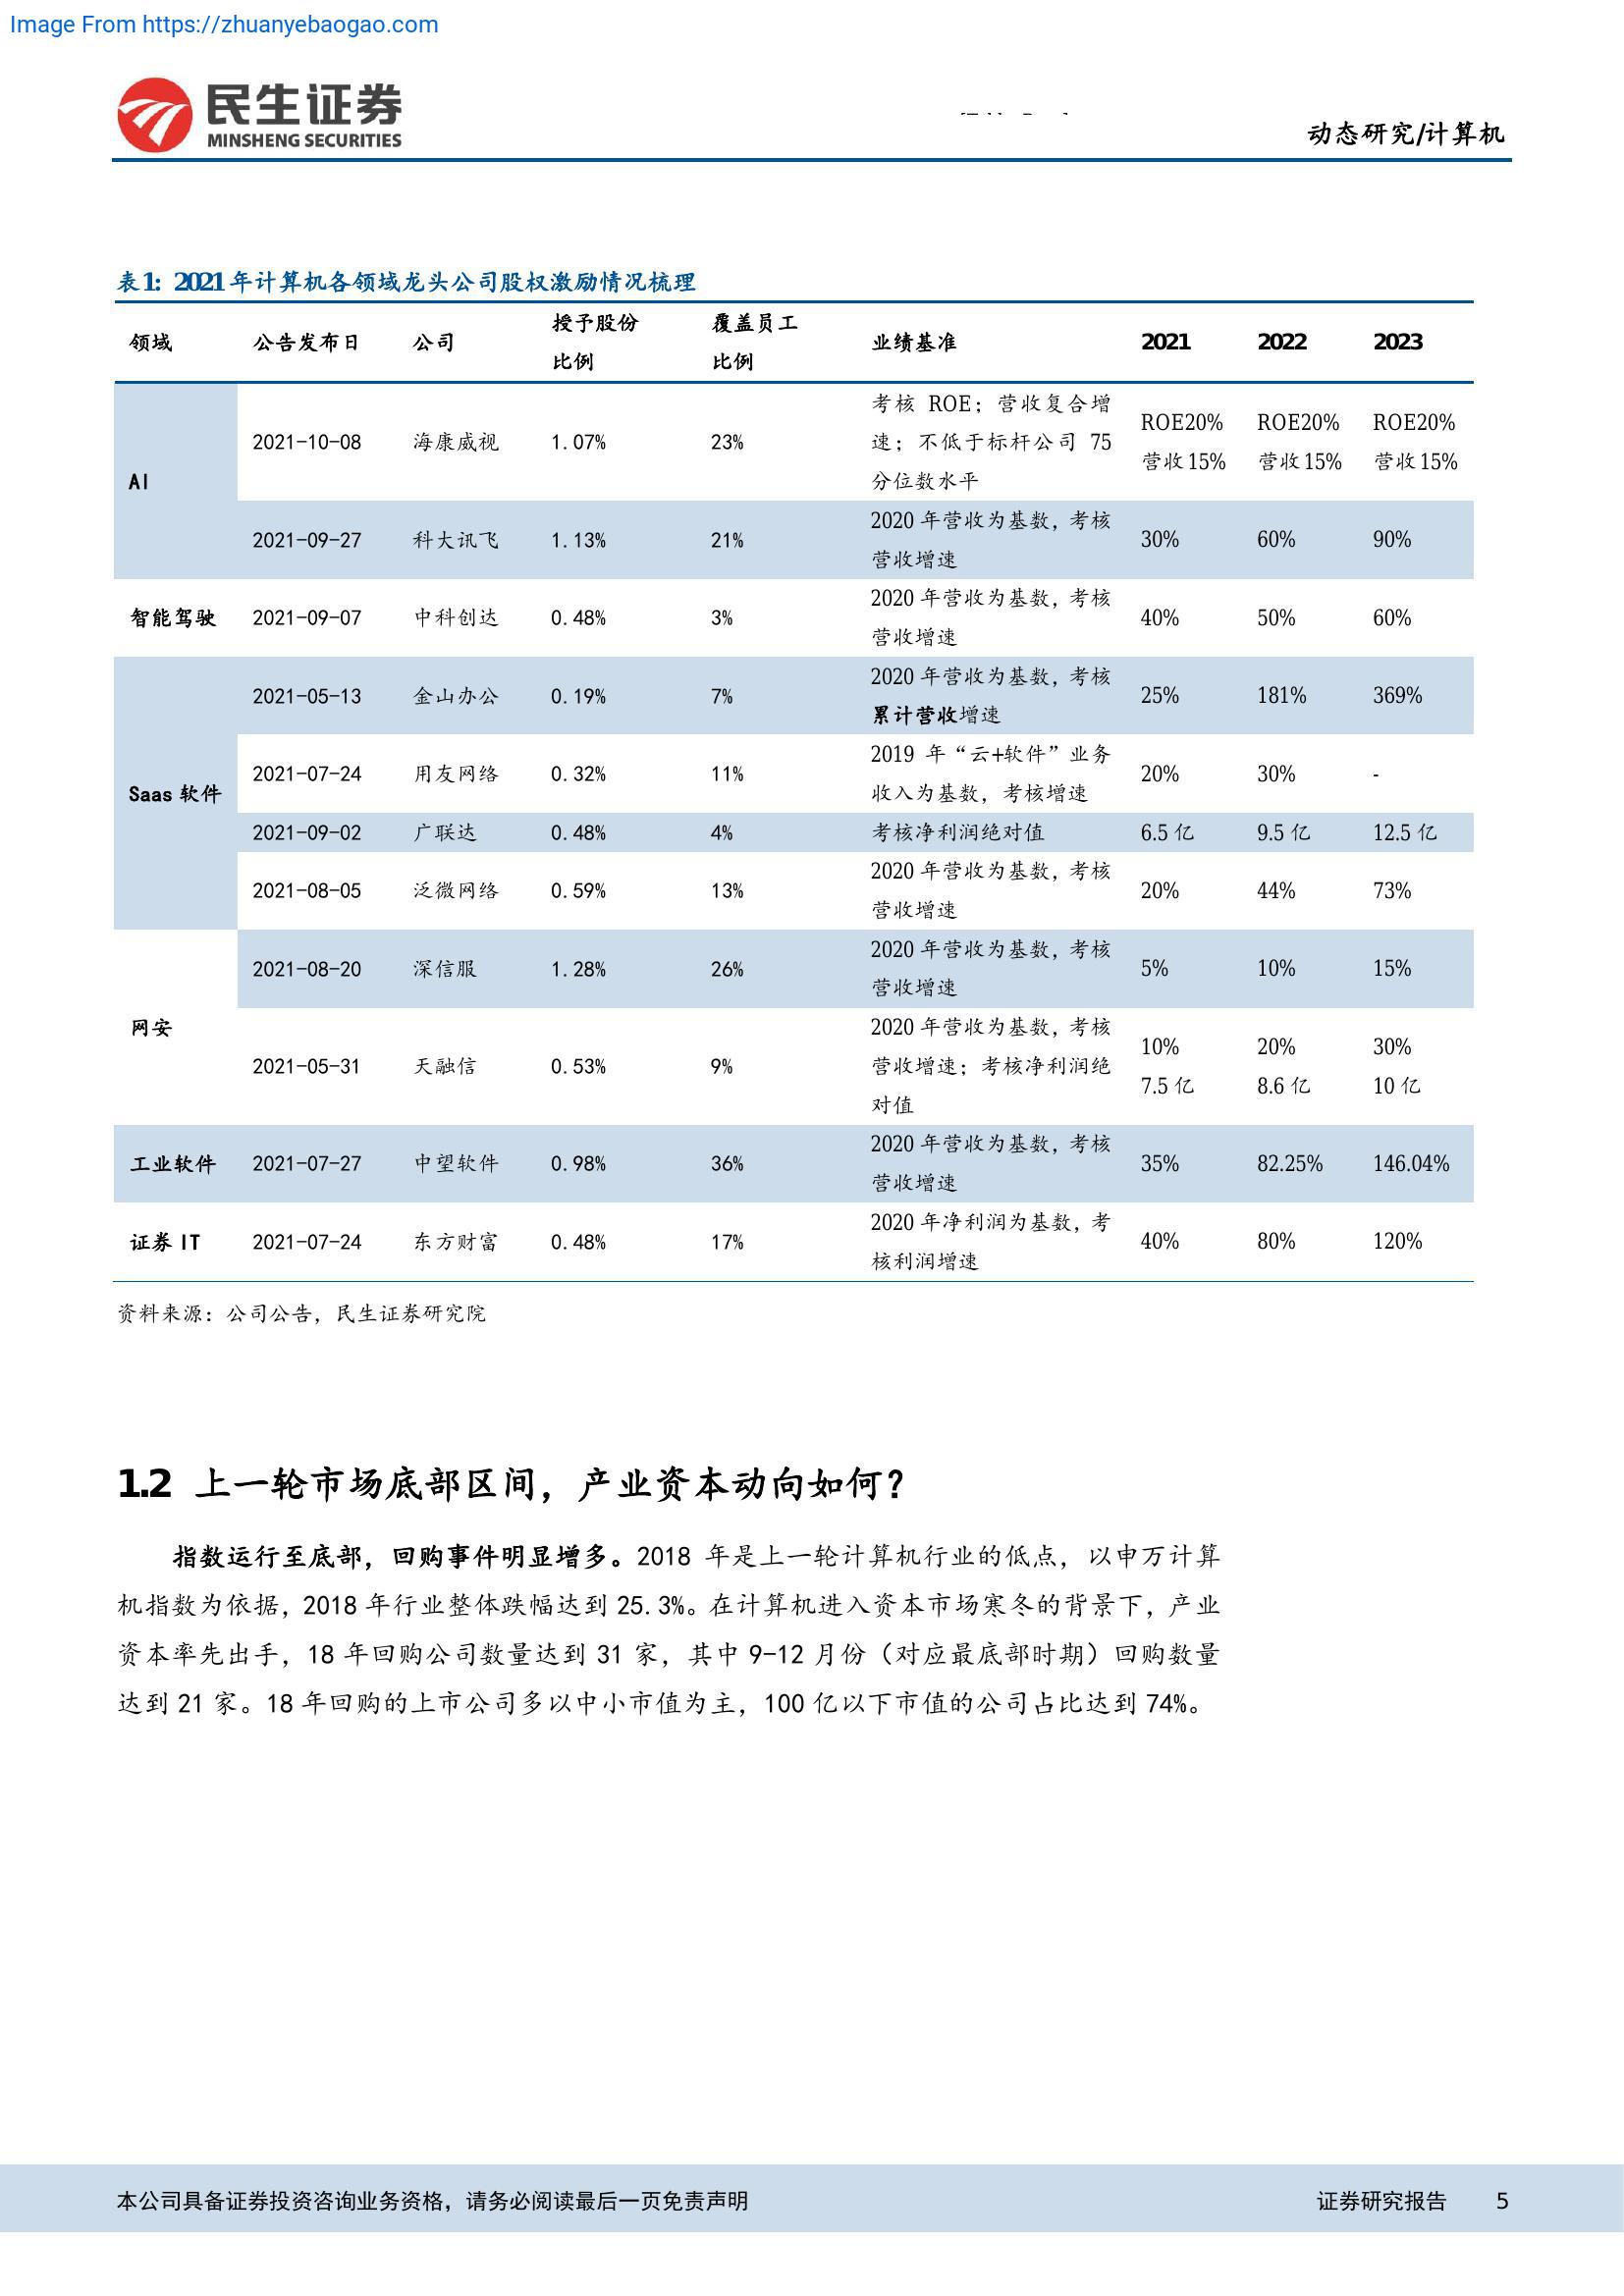 Image From https://zhuanyebaogao.com
民生证券
MINSHENG SECURITIES
动态研究/计算机
表1: 2021年计算机各领域龙头公司股权激励情况梳理
领域 公告发布日 公司 授予股份比例 覆盖员工比例 业绩基准 2021 2022 2023
AI
2021-10-08 海康威视 1.07% 23% 考核 ROE；营收复合增速；不低于标杆公司 75分位数水平 ROE20% 营收15% ROE20% 营收15% ROE20% 营收15%
2021-09-27 科大讯飞 1.13% 21% 2020 年营收为基数，考核营收增速 30% 60% 90%
智能驾驶 2021-09-07 中科创达 0.48% 3% 2020 年营收为基数，考核营收增速 40% 50% 60%
Saas 软件
2021-05-13 金山办公 0.19% 7% 2020 年营收为基数，考核累计营收增速 25% 181% 369%
2021-07-24 用友网络 0.32% 11% 2019 年“云+软件”业务收入为基数，考核增速 20% 30% -
2021-09-02 广联达 0.48% 4% 考核净利润绝对值 6.5 亿 9.5 亿 12.5 亿
2021-08-05 泛微网络 0.59% 13% 2020 年营收为基数，考核营收增速 20% 44% 73%
网安
2021-08-20 深信服 1.28% 26% 2020 年营收为基数，考核营收增速 5% 10% 15%
2021-05-31 天融信 0.53% 9% 2020 年营收为基数，考核营收增速；考核净利润绝对值 10% 7.5 亿 20% 8.6 亿 30% 10 亿
工业软件 2021-07-27 中望软件 0.98% 36% 2020 年营收为基数，考核营收增速 35% 82.25% 146.04%
证券 IT 2021-07-24 东方财富 0.48% 17% 2020 年净利润为基数，考核利润增速 40% 80% 120%
资料来源：公司公告，民生证券研究院
1.2 上一轮市场底部区间，产业资本动向如何？
指数运行至底部，回购事件明显增多。2018 年是上一轮计算机行业的低点，以申万计算
机指数为依据，2018 年行业整体跌幅达到 25.3%。在计算机进入资本市场寒冬的背景下，产业
资本率先出手，18 年回购公司数量达到 31 家，其中 9-12 月份（对应最底部时期）回购数量
达到 21 家。18 年回购的上市公司多以中小市值为主，100 亿以下市值的公司占比达到 74%。
本公司具备证券投资咨询业务资格，请务必阅读最后一页免责声明
证券研究报告 5